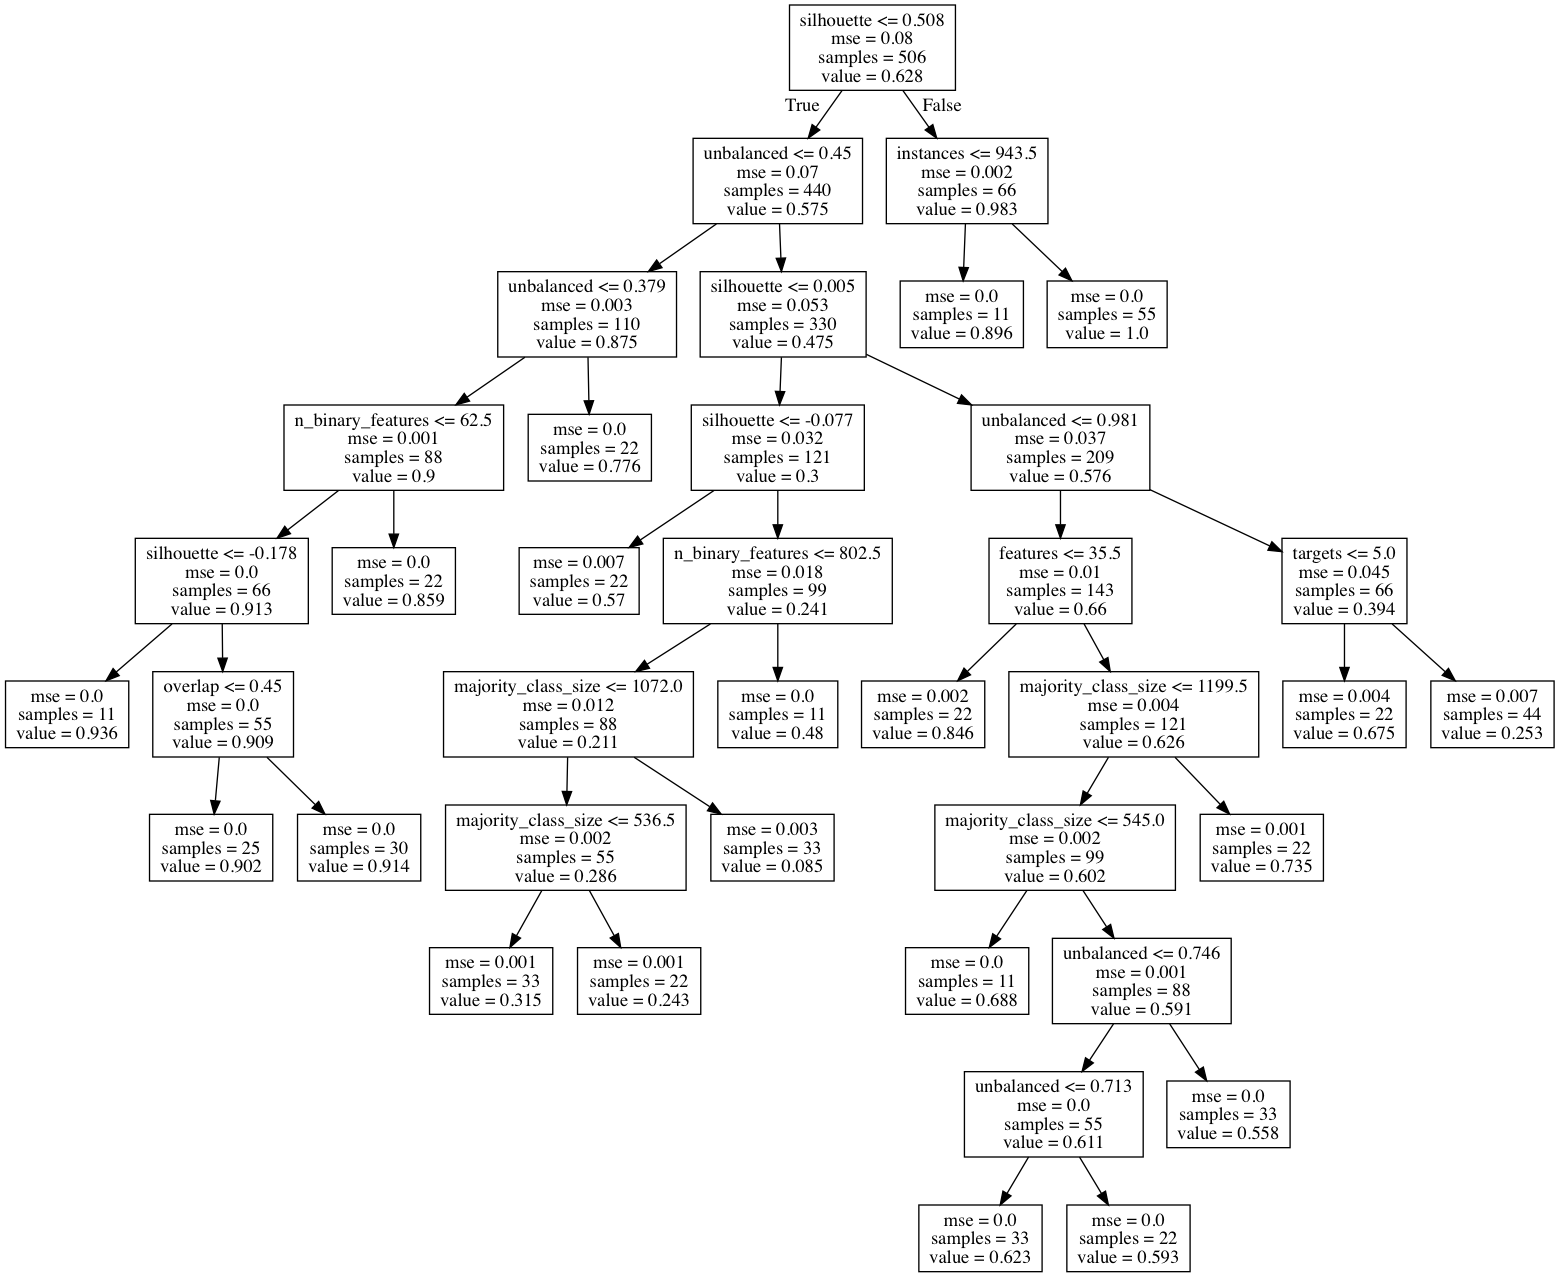 silhouette <= 0.508
mse = 0.08
samples = 506
value = 0.628
True
False
unbalanced <= 0.45
mse = 0.07
samples = 440
value = 0.575
instances <= 943.5
mse = 0.002
samples = 66
value = 0.983
unbalanced <= 0.379
mse = 0.003
samples = 110
value = 0.875
silhouette <= 0.005
mse = 0.053
samples = 330
value = 0.475
mse = 0.0
samples = 11
value = 0.896
mse = 0.0
samples = 55
value = 1.0
n_binary_features <= 62.5
mse = 0.001
samples = 88
value = 0.9
mse = 0.0
samples = 22
value = 0.776
silhouette <= -0.077
mse = 0.032
samples = 121
value = 0.3
unbalanced <= 0.981
mse = 0.037
samples = 209
value = 0.576
silhouette <= -0.178
mse = 0.0
samples = 66
value = 0.913
mse = 0.0
samples = 22
value = 0.859
mse = 0.007
samples = 22
value = 0.57
n_binary_features <= 802.5
mse = 0.018
samples = 99
value = 0.241
features <= 35.5
mse = 0.01
samples = 143
value = 0.66
targets <= 5.0
mse = 0.045
samples = 66
value = 0.394
mse = 0.0
samples = 11
value = 0.936
overlap <= 0.45
mse = 0.0
samples = 55
value = 0.909
majority_class_size <= 1072.0
mse = 0.012
samples = 88
value = 0.211
mse = 0.0
samples = 11
value = 0.48
mse = 0.002
samples = 22
value = 0.846
majority_class_size <= 1199.5
mse = 0.004
samples = 121
value = 0.626
mse = 0.004
samples = 22
value = 0.675
mse = 0.007
samples = 44
value = 0.253
mse = 0.0
samples = 25
value = 0.902
mse = 0.0
samples = 30
value = 0.914
majority_class_size <= 536.5
mse = 0.002
samples = 55
value = 0.286
mse = 0.003
samples = 33
value = 0.085
majority_class_size <= 545.0
mse = 0.002
samples = 99
value = 0.602
mse = 0.001
samples = 22
value = 0.735
mse = 0.001
samples = 33
value = 0.315
mse = 0.001
samples = 22
value = 0.243
mse = 0.0
samples = 11
value = 0.688
unbalanced <= 0.746
mse = 0.001
samples = 88
value = 0.591
unbalanced <= 0.713
mse = 0.0
samples = 55
value = 0.611
mse = 0.0
samples = 33
value = 0.558
mse = 0.0
samples = 33
value = 0.623
mse = 0.0
samples = 22
value = 0.593